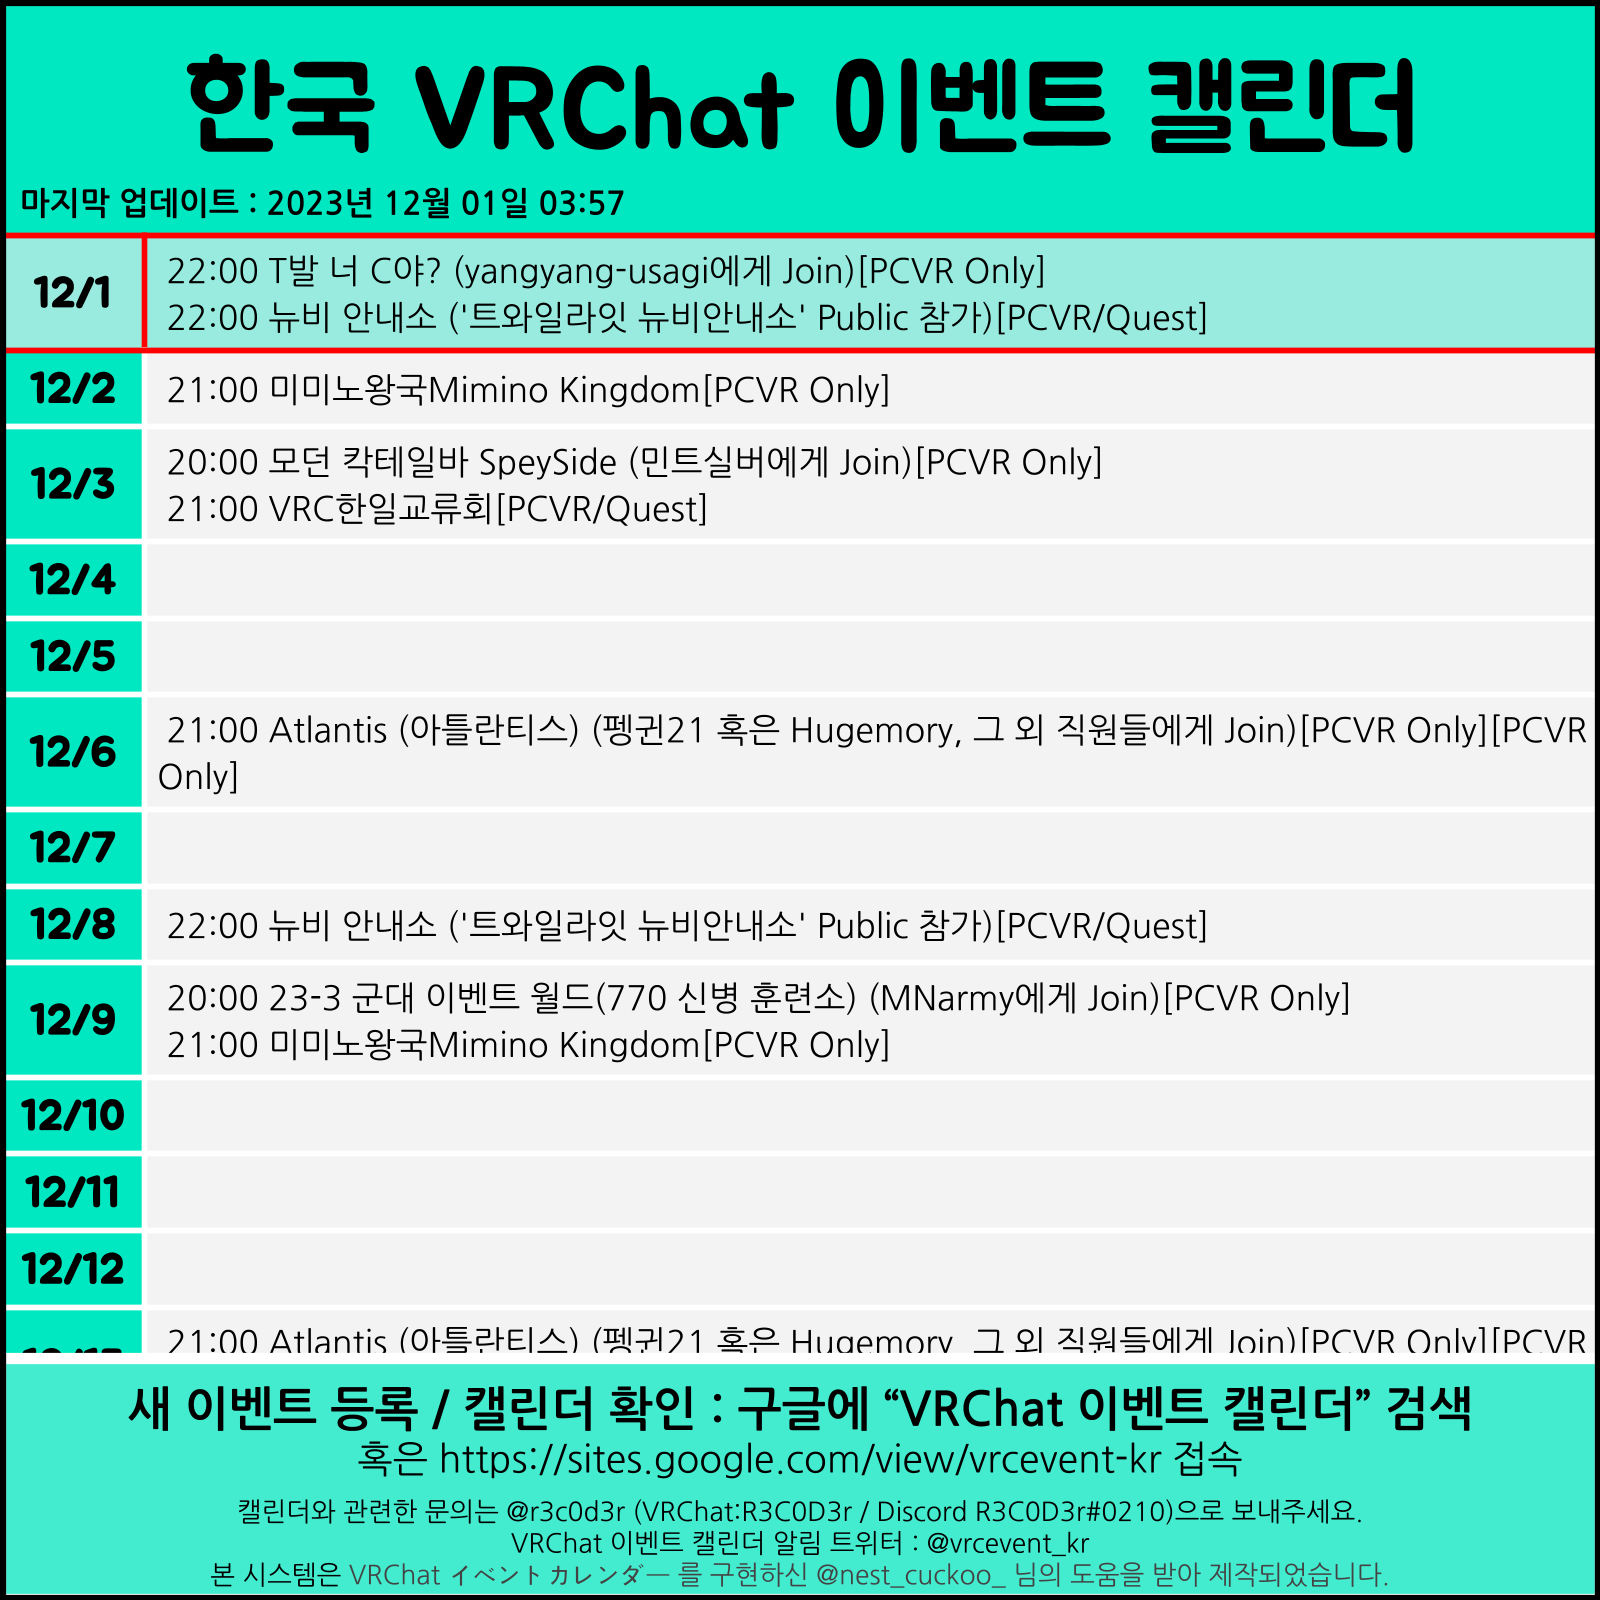 한국 VRChat 이벤트 캘린더
마지막 업데이트 : 2023년 12월 01일 03:57
12/1
22:00 T발 너 C야? (yangyang-usagi에게 Join)[PCVR Only]
22:00 뉴비 안내소 ('트와일라잇 뉴비안내소' Public 참가)[PCVR/Quest]
12/2
21:00 미미노왕국Mimino Kingdom[PCVR Only]
12/3
20:00 모던 칵테일바 SpeySide (민트실버에게 Join)[PCVR Only]
21:00 VRC한일교류회[PCVR/Quest]
12/4
12/5
12/6
21:00 Atlantis (아틀란티스) (펭귄21 혹은 Hugemory, 그 외 직원들에게 Join)[PCVR Only][PCVR
Only]
12/7
12/8
22:00 뉴비 안내소 ('트와일라잇 뉴비안내소' Public 참가)[PCVR/Quest]
12/9
20:00 23-3 군대 이벤트 월드(770 신병 훈련소) (MNarmy에게 Join)[PCVR Only]
21:00 미미노왕국Mimino Kingdom[PCVR Only]
12/10
12/11
12/12
21:00 Atlantis (아틀란티스) (펭귄21 혹은 Hugemory, 그 외 직원들에게 Join)[PCVR Only][PCVR
새 이벤트 등록 / 캘린더 확인 : 구글에 “VRChat 이벤트 캘린더” 검색
혹은 https://sites.google.com/view/vrcevent-kr 접속
캘린더와 관련한 문의는 @r3c0d3r (VRChat:R3C0D3r / Discord R3C0D3r#0210)으로 보내주세요.
VRChat 이벤트 캘린더 알림 트위터 : @vrcevent_kr
본 시스템은 VRChat イベントカレンダー 를 구현하신 @nest_cuckoo_ 님의 도움을 받아 제작되었습니다.